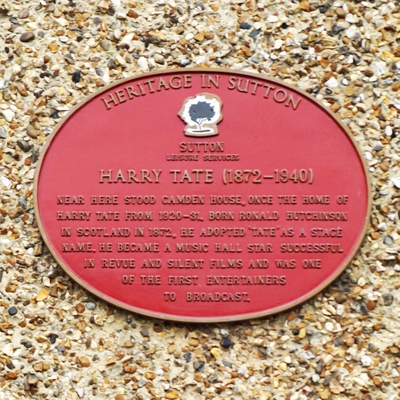 HERITAGE IN SUTTON
SUTTON
LEISURE SERVICES
HARRY TATE (1872-1940)
NEAR HERE STOOD CAMDEN HOUSE, ONCE THE HOME OF
HARRY TATE FROM 1920-31. BORN RONALD HUTCHINSON
IN SCOTLAND IN 1872, HE ADOPTED 'TATE' AS A STAGE
NAME. HE BECAME A MUSIC HALL STAR SUCCESSFUL
IN REVUE AND SILENT FILMS AND WAS ONE
OF THE FIRST ENTERTAINERS
TO BROADCAST.